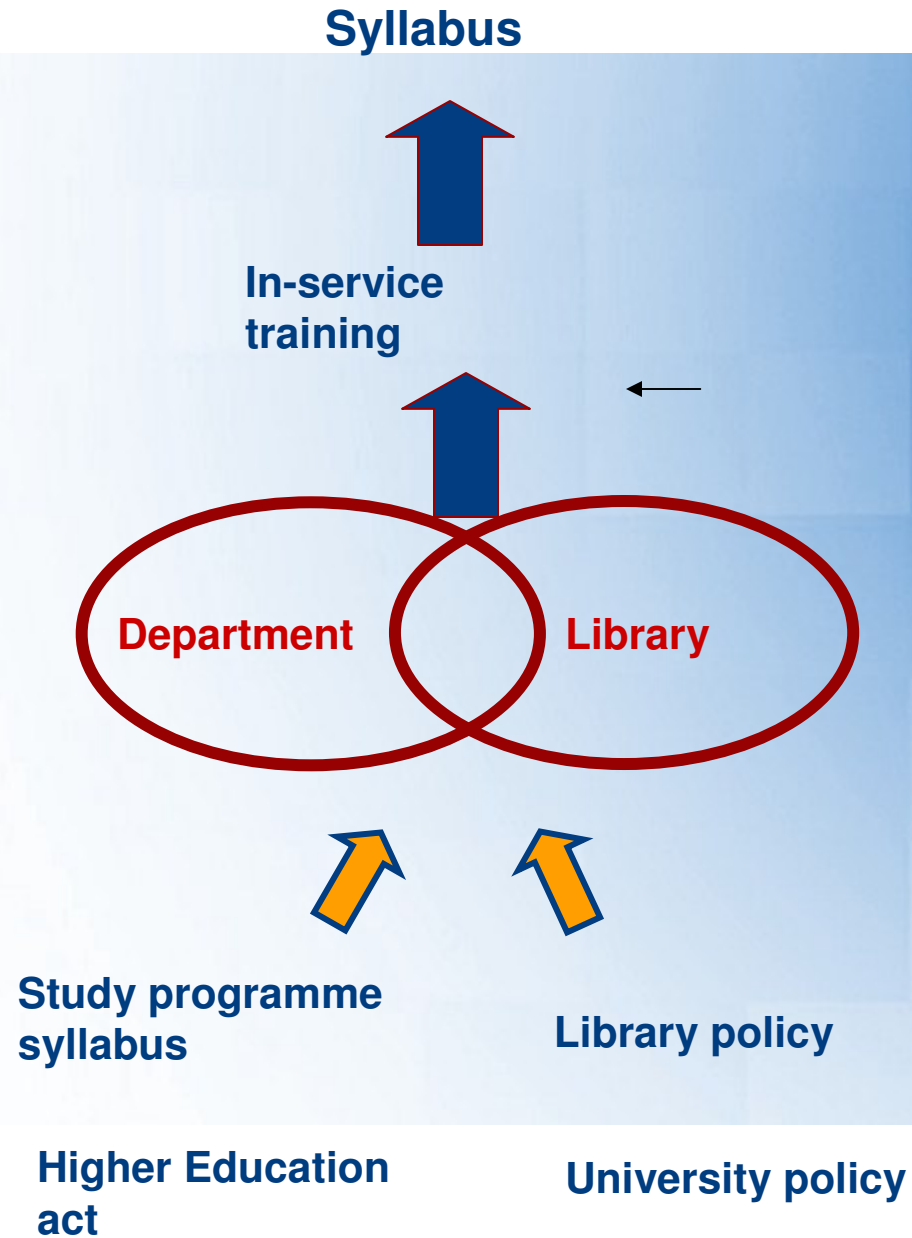 Syllabus
In-service
training
Department
Library
Study programme
syllabus
Library policy
Higher Education
act
University policy